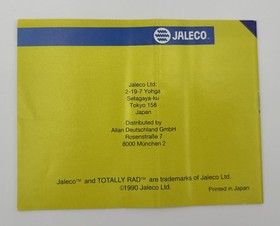 JALECO
Jaleco Ltd
2-19-7 Yohga
Setagaya-ku
Tokyo 158
Japan
Distributed by
Allan Deutschland GmbH
Rosenstraße 7
8000 München 2
Jaleco™ and TOTALLY RAD™ are trademarks of Jaleco Ltd.
©1990 Jaleco Ltd.
Printed in Japan